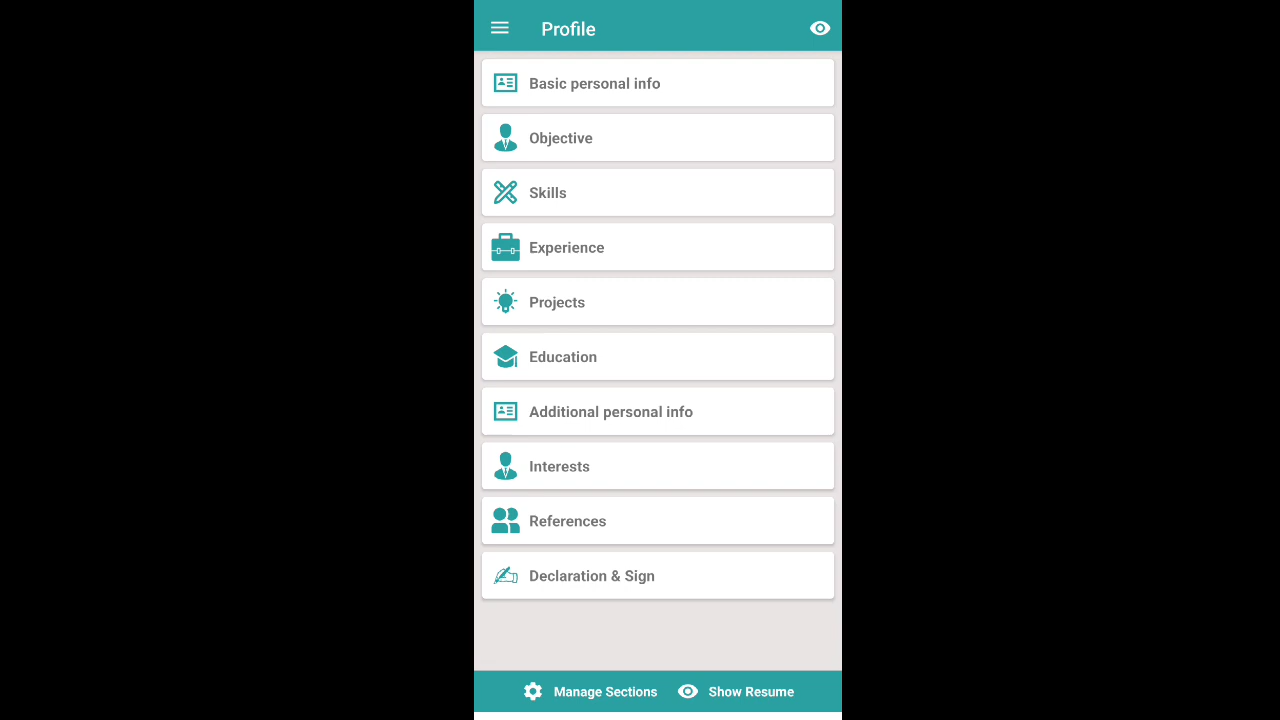 Profile
Basic personal info
Objective
Skills
Experience
Projects
Education
Additional personal info
Interests
References
Declaration & Sign
Manage Sections Show Resume